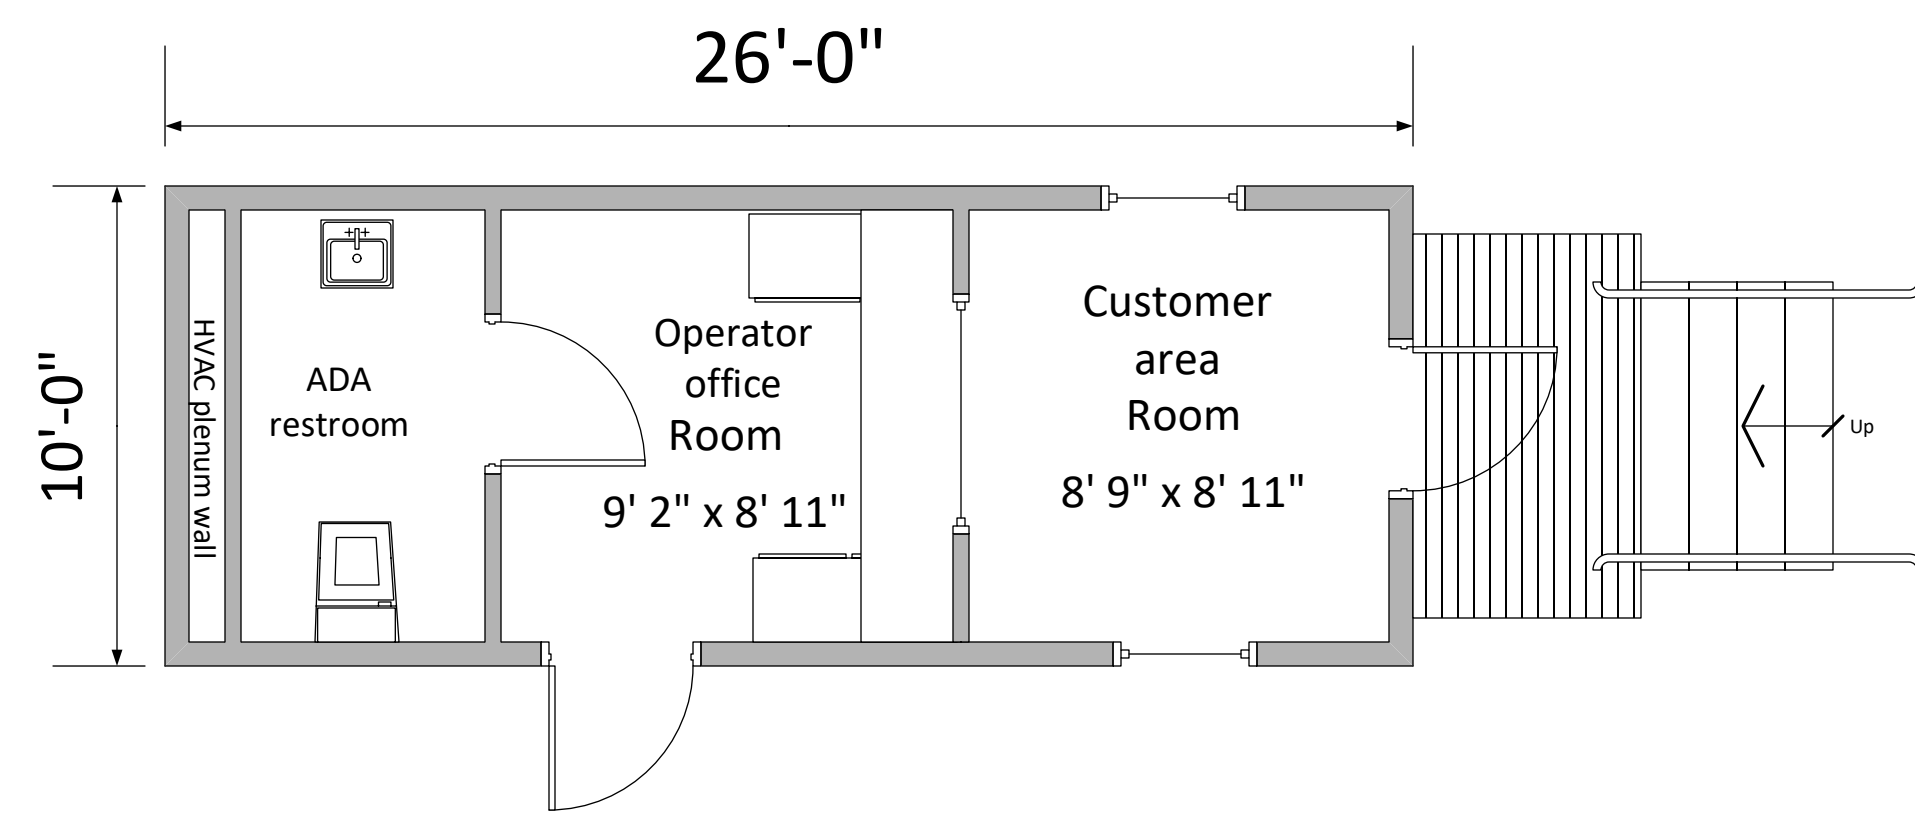 26'-0"
10'-0"
HVAC plenum wall
ADA
restroom
Operator
office
Room
9' 2" x 8' 11"
Customer
area
Room
8' 9" x 8' 11"
Up